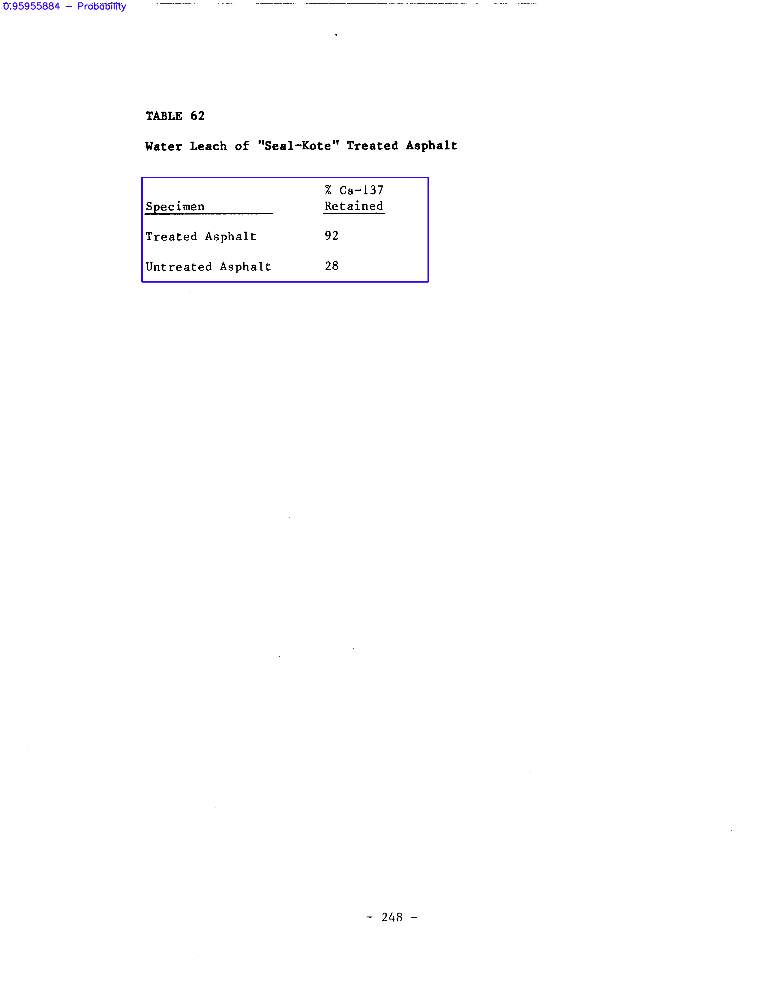 0.95955884 — Probability
TABLE 62
Water Leach of "Seal-Kote" Treated Asphalt
% Cs-137
Specimen Retained
Treated Asphalt 92
Untreated Asphalt 28
- 248 -